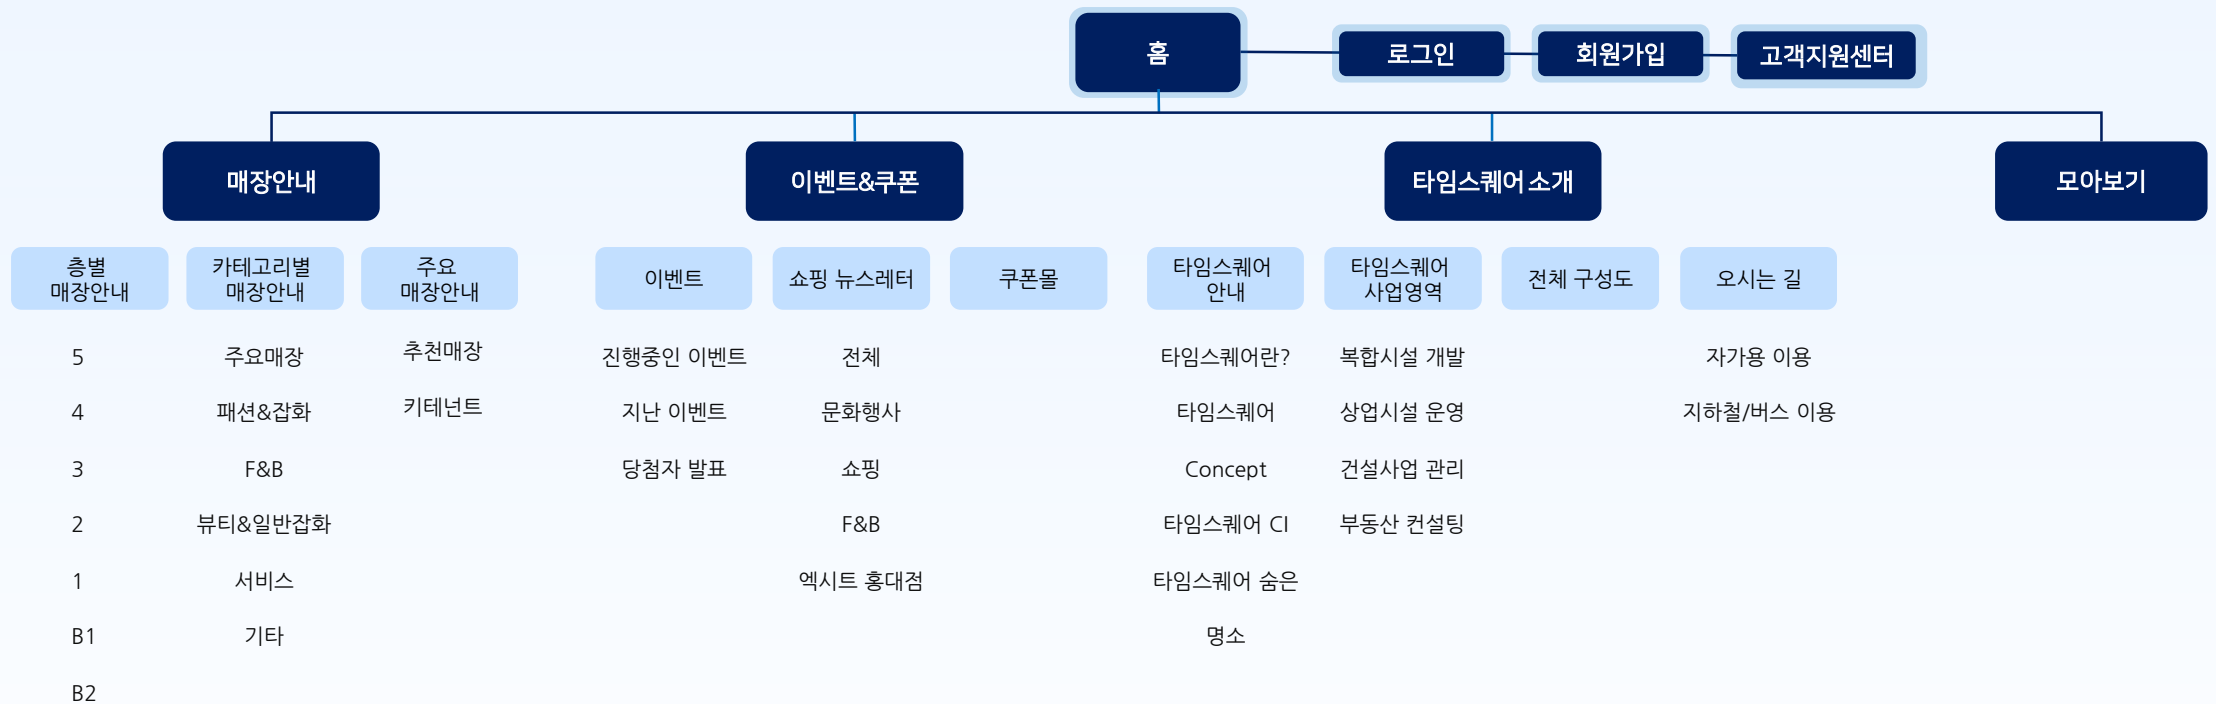 홈
로그인
회원가입
고객지원센터
매장안내
이벤트&쿠폰
타임스퀘어 소개
모아보기
층별
매장안내
5
4
3
2
1
B1
B2
카테고리별
매장안내
주요매장
패션&잡화
F&B
뷰티&일반잡화
서비스
기타
주요
매장안내
추천매장
키테넌트
이벤트
진행중인 이벤트
지난 이벤트
당첨자 발표
쇼핑 뉴스레터
전체
문화행사
쇼핑
F&B
엑시트 홍대점
쿠폰몰
타임스퀘어
안내
타임스퀘어란?
타임스퀘어
Concept
타임스퀘어 CI
타임스퀘어 숨은
명소
타임스퀘어
사업영역
복합시설 개발
상업시설 운영
건설사업 관리
부동산 컨설팅
전체 구성도
오시는 길
자가용 이용
지하철/버스 이용